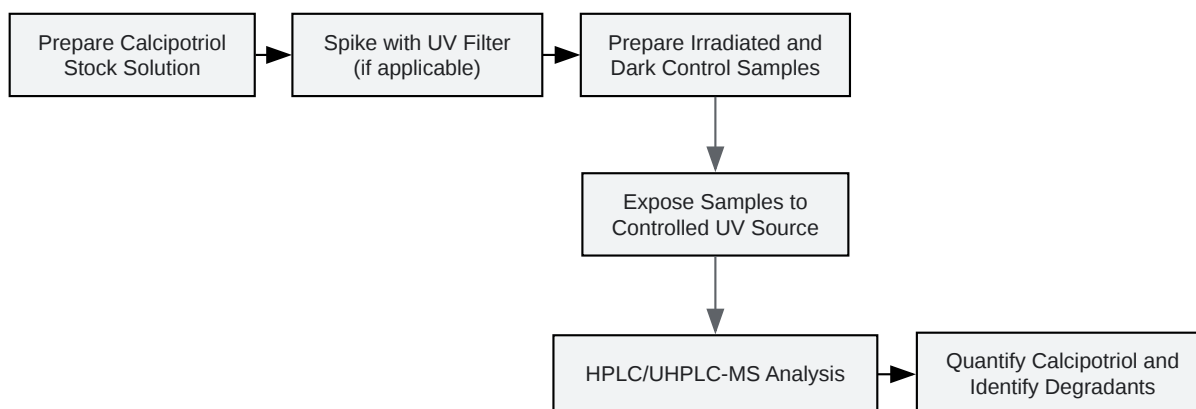 Prepare Calcipotriol
Stock Solution
Spike with UV Filter
(if applicable)
Prepare Irradiated and
Dark Control Samples
Expose Samples to
Controlled UV Source
HPLC/UHPLC-MS Analysis
Quantify Calcipotriol and
Identify Degradants